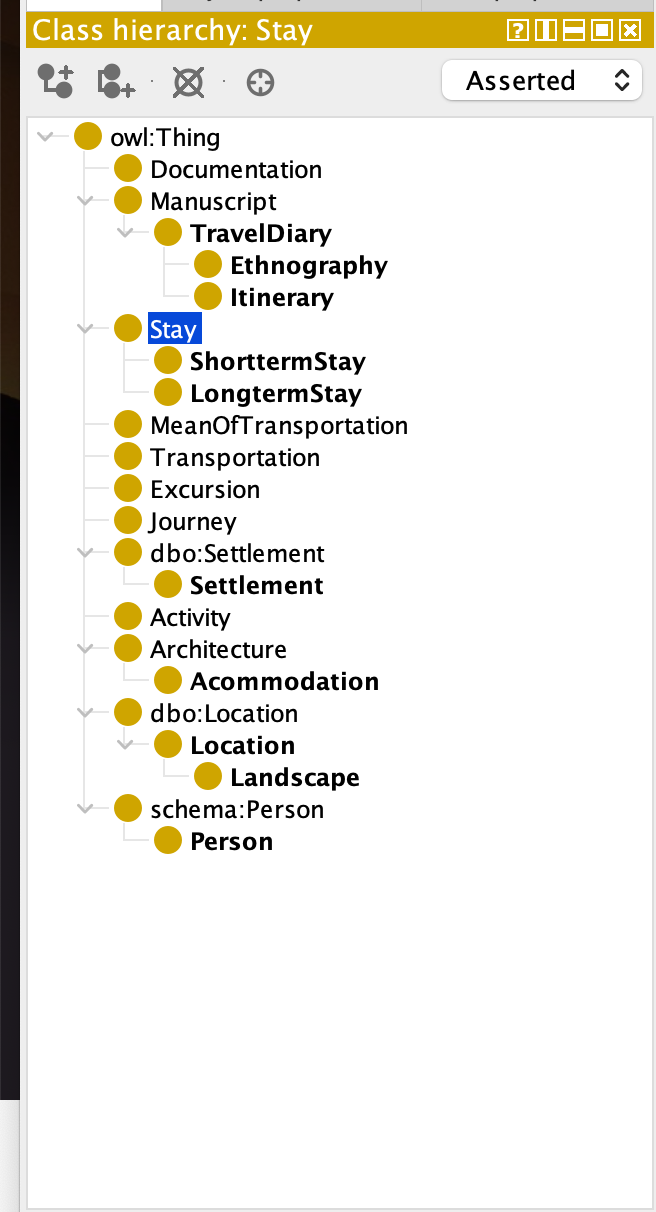 Class hierarchy: Stay
Asserted
owl:Thing
Documentation
Manuscript
TravelDiary
Ethnography
Itinerary
Stay
ShorttermStay
LongtermStay
MeanOfTransportation
Transportation
Excursion
Journey
dbo:Settlement
Settlement
Activity
Architecture
Acommodation
dbo:Location
Location
Landscape
schema:Person
Person